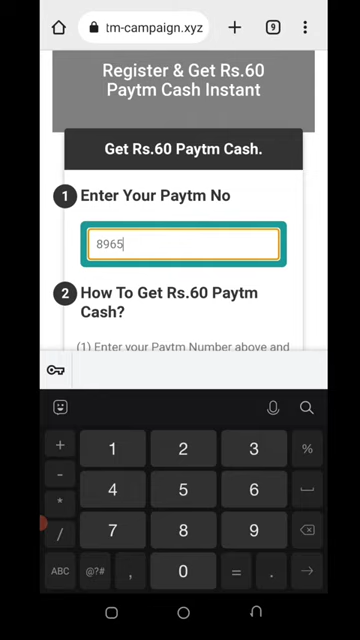 tm-campaign.xyz
9
Register & Get Rs.60
Paytm Cash Instant
Get Rs.60 Paytm Cash.
1 Enter Your Paytm No
8965
2 How To Get Rs.60 Paytm
Cash?
(1) Enter your Paytm Number above and
+ 1 2 3 %
- 4 5 6
* 7 8 9
/
ABC @?# , 0 = .